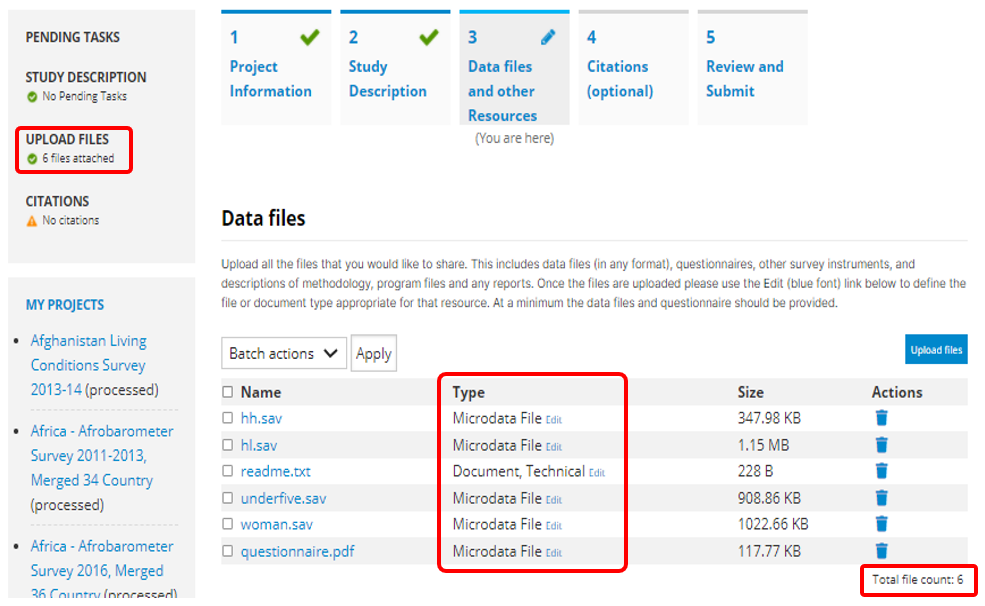 PENDING TASKS
STUDY DESCRIPTION
No Pending Tasks
UPLOAD FILES
6 files attached
CITATIONS
No citations
MY PROJECTS
Afghanistan Living
Conditions Survey
2013-14 (processed)
Africa - Afrobarometer
Survey 2011-2013,
Merged 34 Country
(processed)
Africa - Afrobarometer
Survey 2016, Merged
36 Country (processed)
1
Project
Information
2
Study
Description
3
Data files
and other
Resources
(You are here)
4
Citations
(optional)
5
Review and
Submit
Data files
Upload all the files that you would like to share. This includes data files (in any format), questionnaires, other survey instruments, and
descriptions of methodology, program files and any reports. Once the files are uploaded please use the Edit (blue font) link below to define the
file or document type appropriate for that resource. At a minimum the data files and questionnaire should be provided.
Batch actions Apply Upload files
Name Type Size Actions
hh.sav Microdata File Edit 347.98 KB
hl.sav Microdata File Edit 1.15 MB
readme.txt Document, Technical Edit 228 B
underfive.sav Microdata File Edit 908.86 KB
woman.sav Microdata File Edit 1022.66 KB
questionnaire.pdf Microdata File Edit 117.77 KB
Total file count: 6